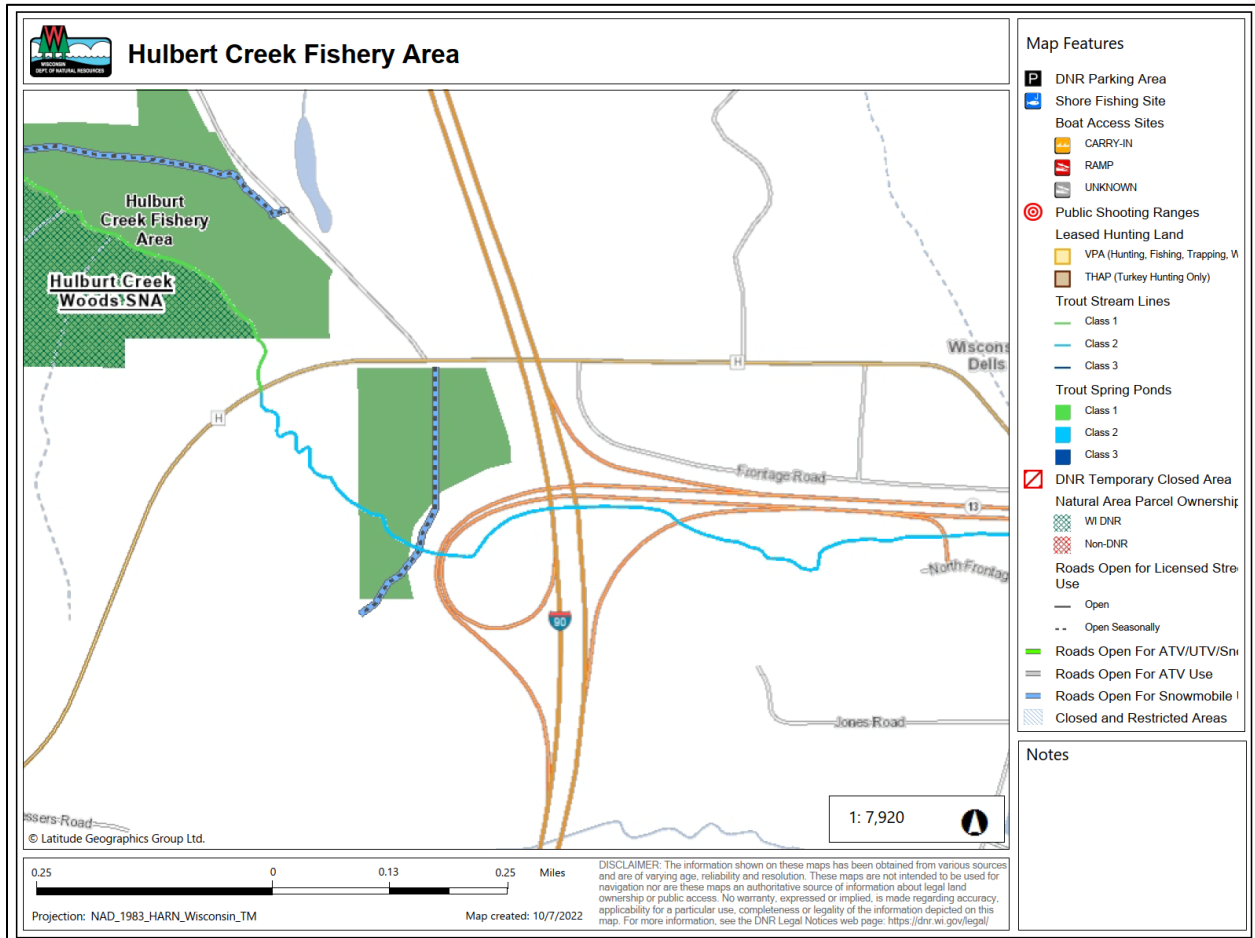 WISCONSIN
DEPT. OF NATURAL RESOURCES
Hulbert Creek Fishery Area
Hulburt
Creek Fishery
Area
Hulburt Creek
Woods SNA
H
H
Wiscons
Dells
Frontage Road
13
North Frontag
90
Jones Road
ssers Road
© Latitude Geographics Group Ltd.
1: 7,920
Map Features
P DNR Parking Area
Shore Fishing Site
Boat Access Sites
CARRY-IN
RAMP
UNKNOWN
Public Shooting Ranges
Leased Hunting Land
VPA (Hunting, Fishing, Trapping, W
THAP (Turkey Hunting Only)
Trout Stream Lines
Class 1
Class 2
Class 3
Trout Spring Ponds
Class 1
Class 2
Class 3
DNR Temporary Closed Area
Natural Area Parcel Ownership
WI DNR
Non-DNR
Roads Open for Licensed Stre
Use
Open
Open Seasonally
Roads Open For ATV/UTV/Sn
Roads Open For ATV Use
Roads Open For Snowmobile
Closed and Restricted Areas
Notes
0.25 0 0.13 0.25 Miles
Projection: NAD_1983_HARN_Wisconsin_TM
Map created: 10/7/2022
DISCLAIMER: The information shown on these maps has been obtained from various sources
and are of varying age, reliability and resolution. These maps are not intended to be used for
navigation nor are these maps an authoritative source of information about legal land
ownership or public access. No warranty, expressed or implied, is made regarding accuracy,
applicability for a particular use, completeness or legality of the information depicted on this
map. For more information, see the DNR Legal Notices web page: https://dnr.wi.gov/legal/